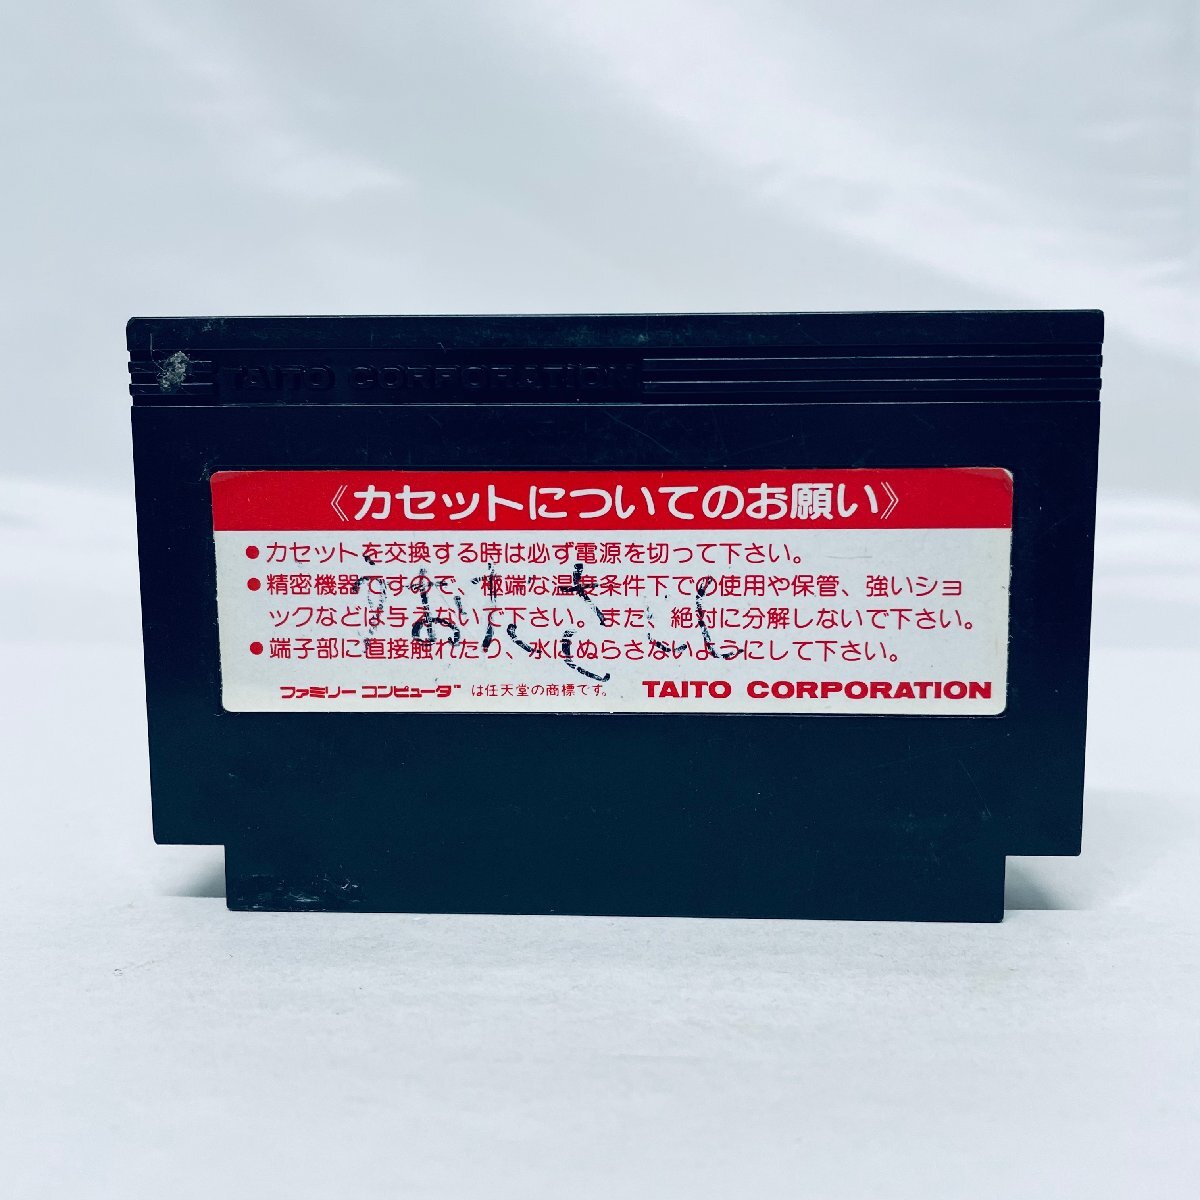 TAITO CORPORATION
《カセットについてのお願い》
●カセットを交換する時は必ず電源を切って下さい。
●精密機器ですので、極端な温度条件下での使用や保管、強いショ
ックなどは与えないで下さい。また、絶対に分解しないで下さい。
●端子部に直接触れたり、水にぬらさないようにして下さい。
ファミリー コンピュータ™ は任天堂の商標です。 TAITO CORPORATION